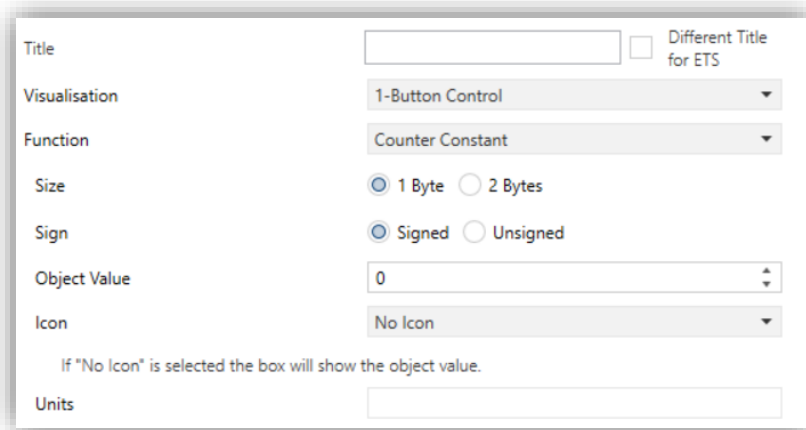 Title Different Title
for ETS
Visualisation 1-Button Control
Function Counter Constant
Size 1 Byte 2 Bytes
Sign Signed Unsigned
Object Value 0
Icon No Icon
If "No Icon" is selected the box will show the object value.
Units